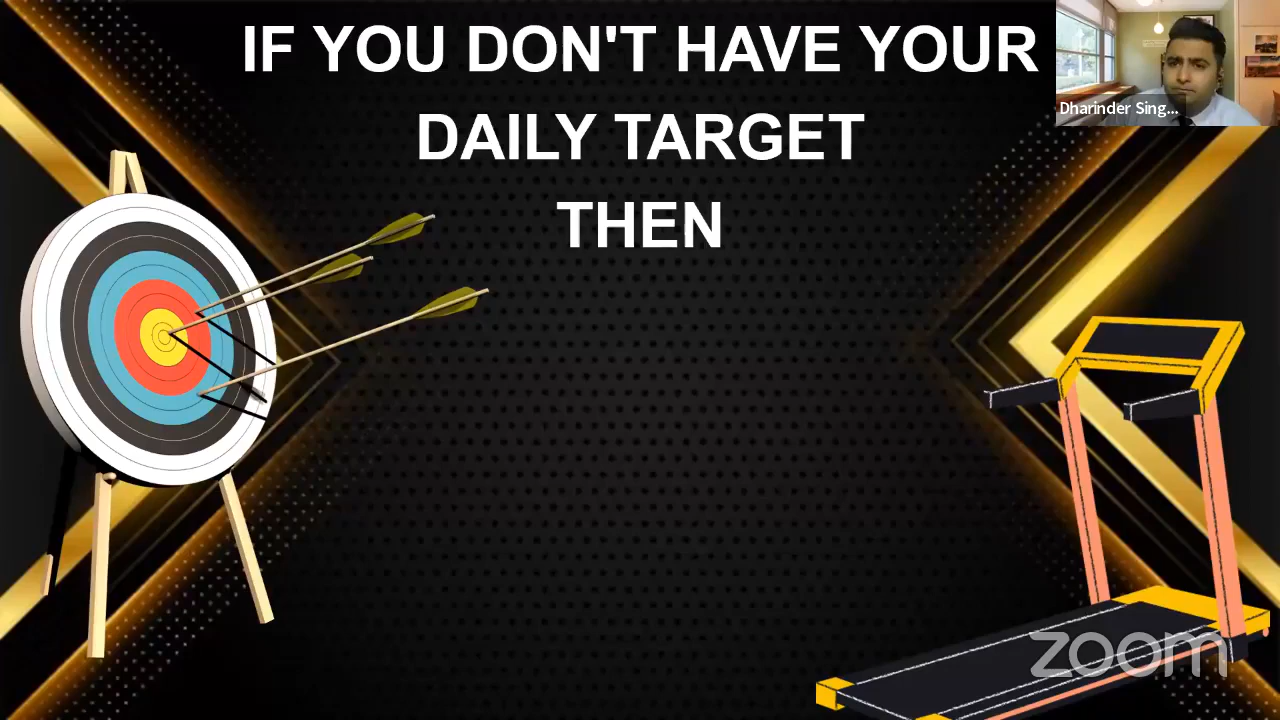 IF YOU DON'T HAVE YOUR
DAILY TARGET
THEN
Dharinder Sing...
zoom